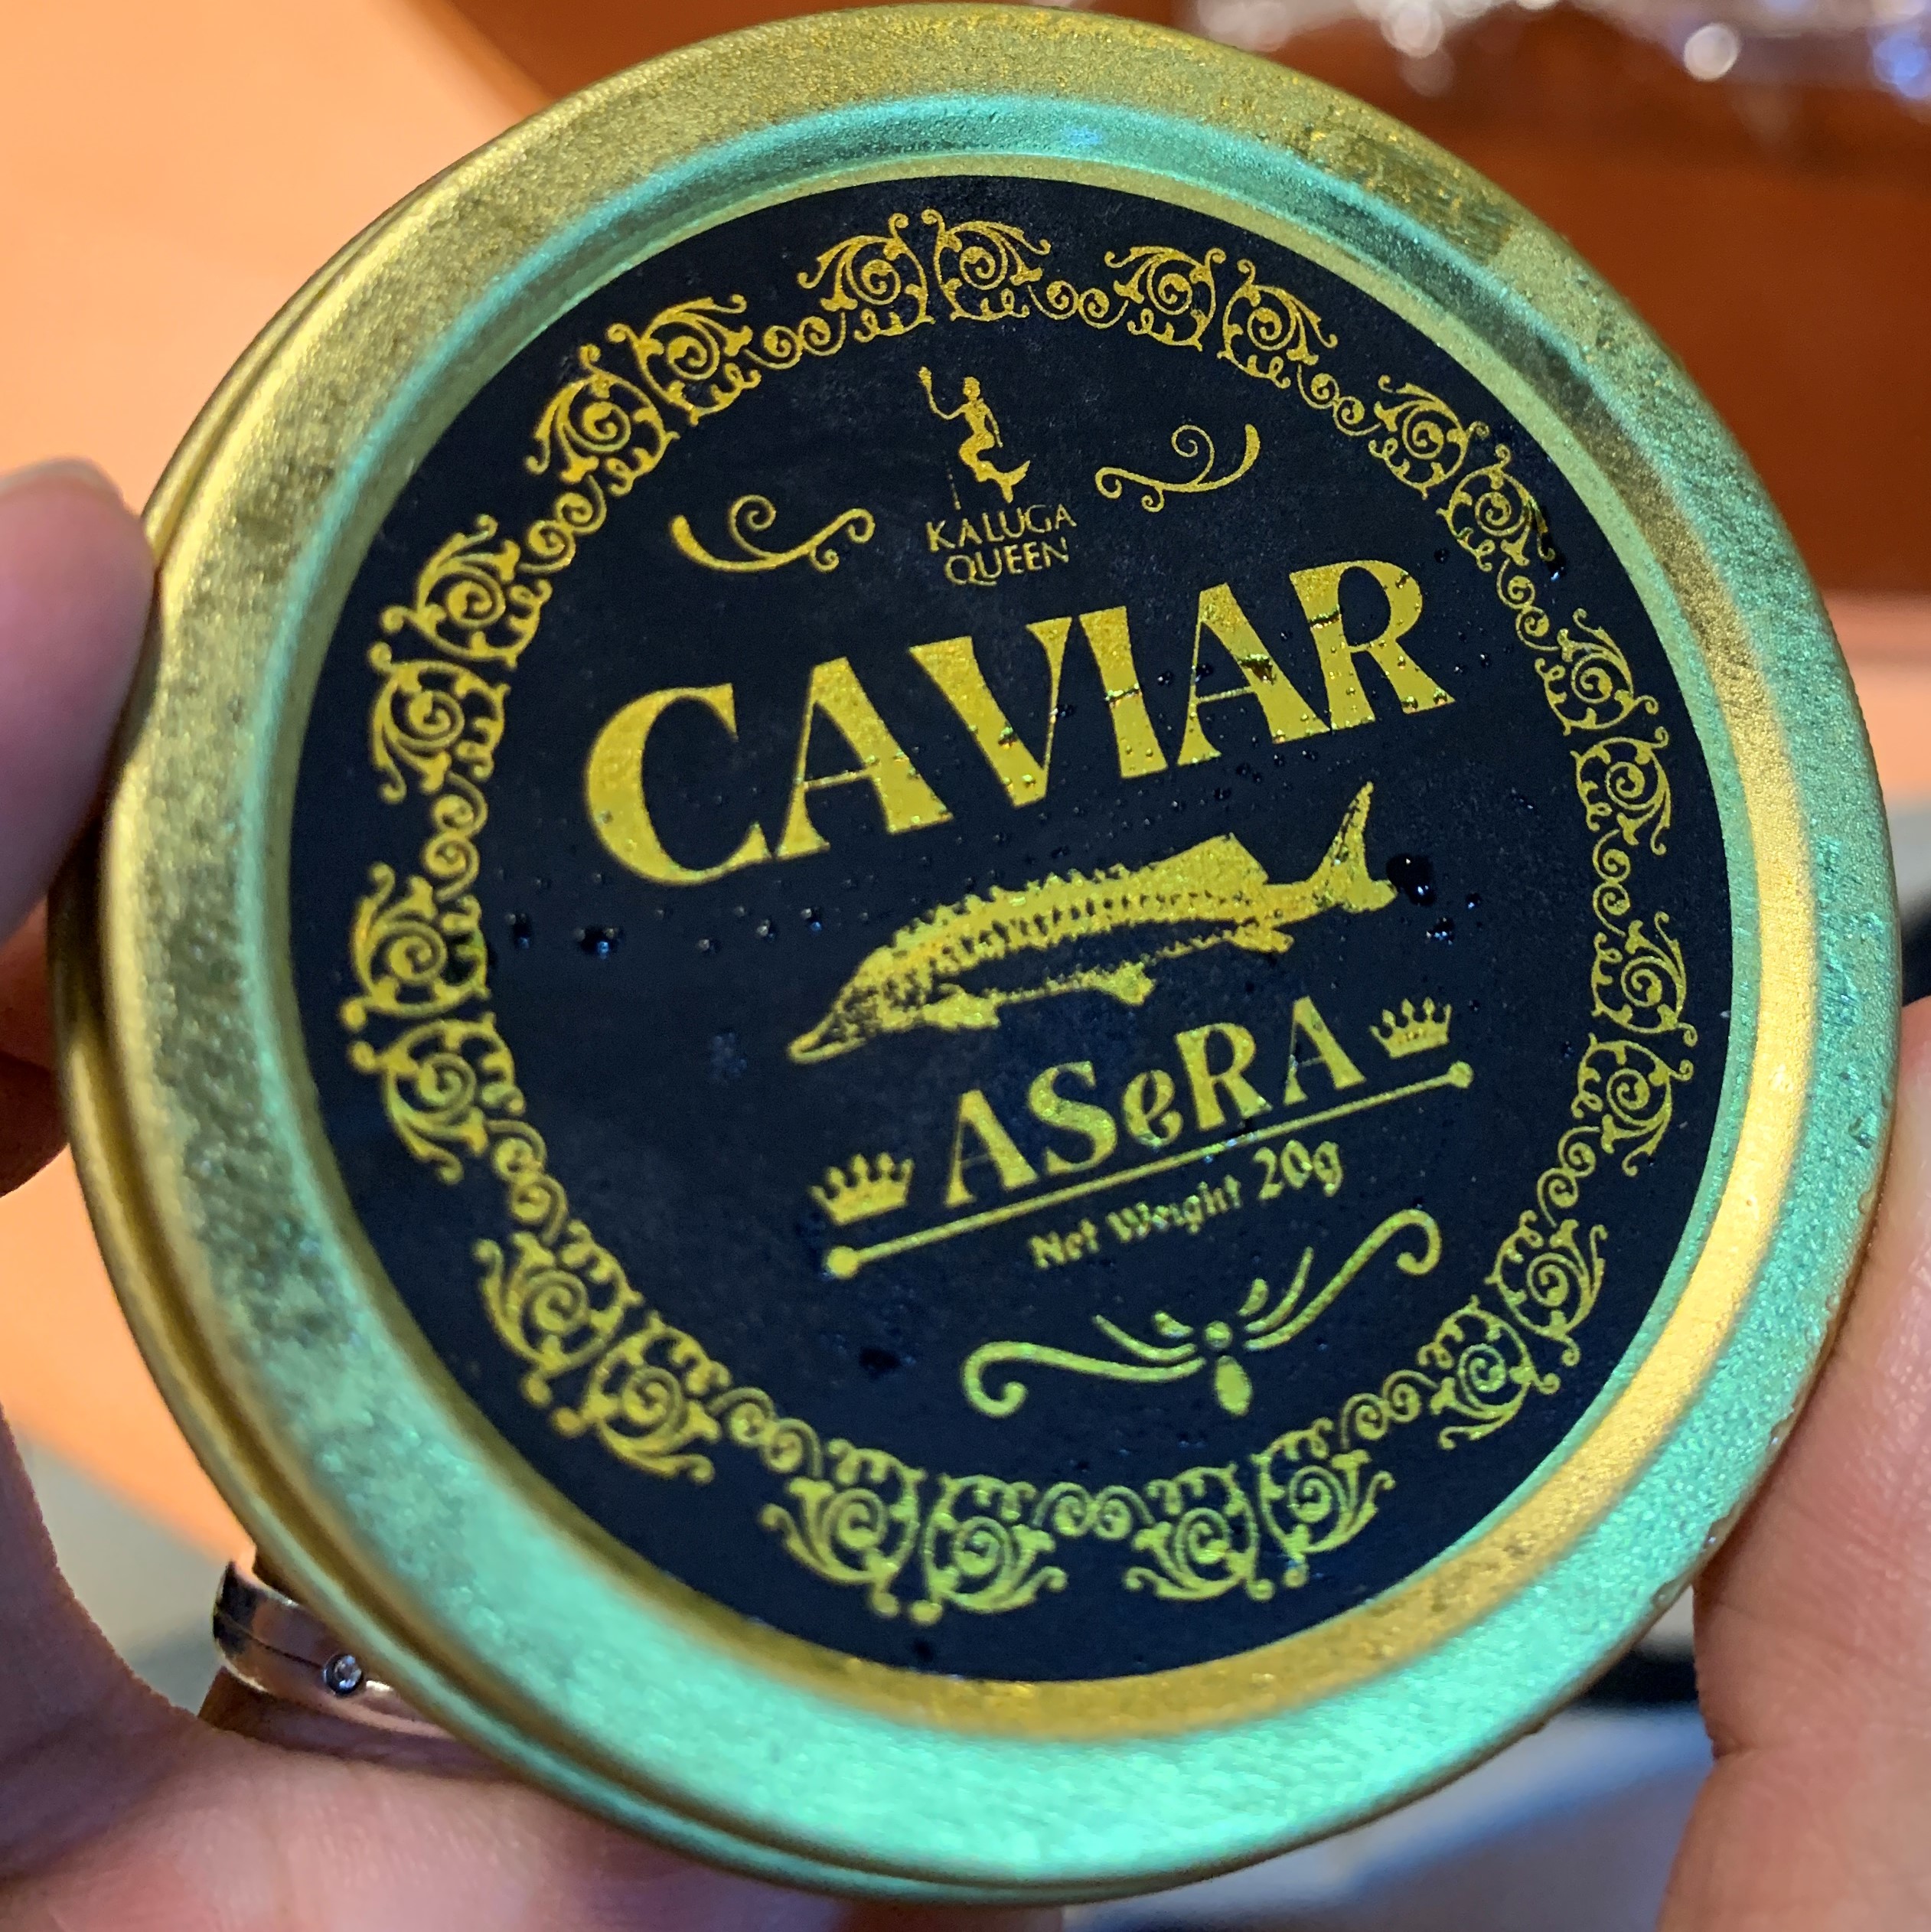 KALUGA
QUEEN
CAVIAR
ASeRA
Net Weight 20g